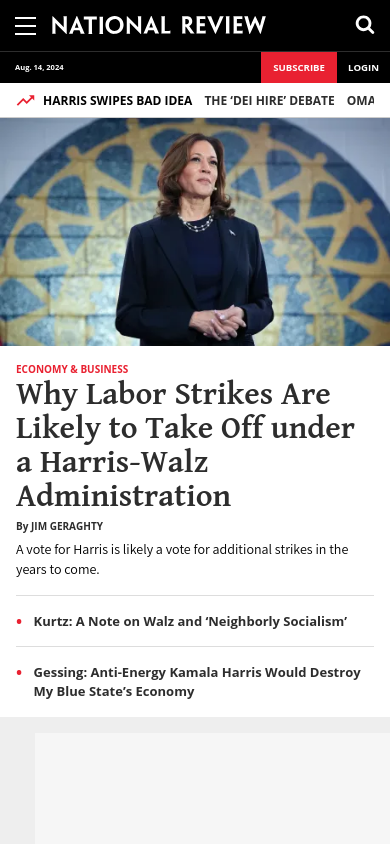 NATIONAL REVIEW
Aug. 14, 2024
SUBSCRIBE
LOGIN
HARRIS SWIPES BAD IDEA THE ‘DEI HIRE’ DEBATE OMA
ECONOMY & BUSINESS
Why Labor Strikes Are
Likely to Take Off under
a Harris-Walz
Administration
By JIM GERAGHTY
A vote for Harris is likely a vote for additional strikes in the
years to come.
• Kurtz: A Note on Walz and ‘Neighborly Socialism’
• Gessing: Anti-Energy Kamala Harris Would Destroy
My Blue State’s Economy